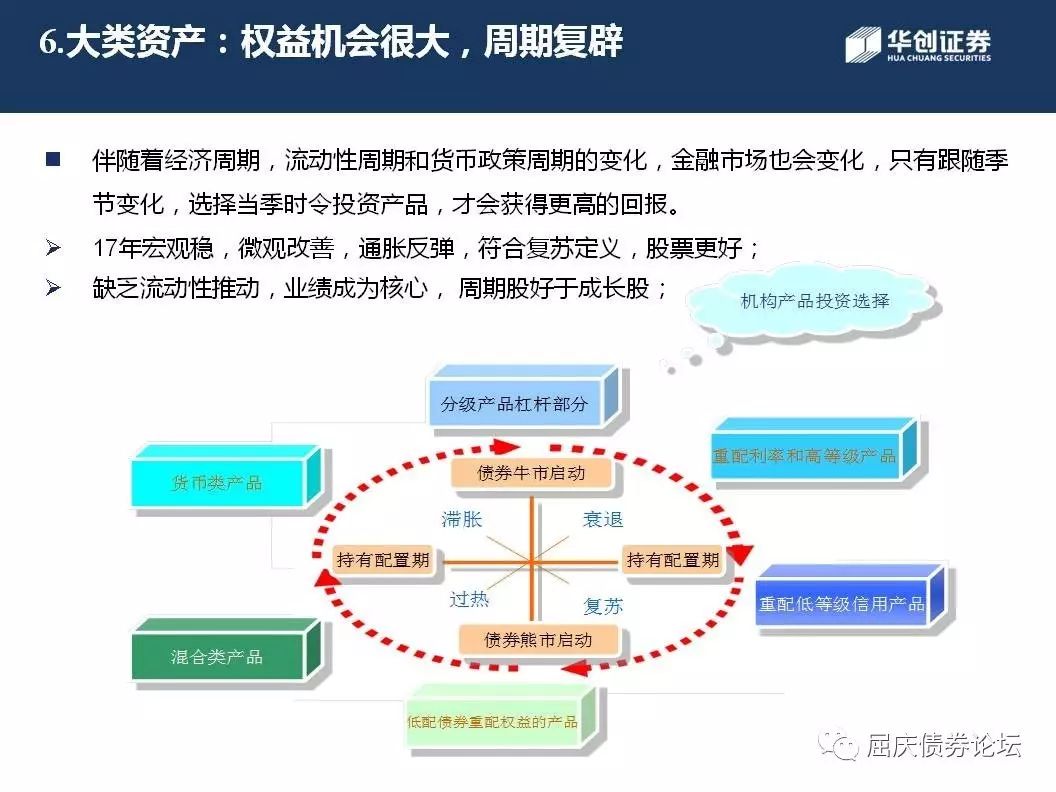 6.大类资产：权益机会很大，周期复辟
华创证券
HUA CHUANG SECURITIES
伴随着经济周期，流动性周期和货币政策周期的变化，金融市场也会变化，只有跟随季
节变化，选择当季时令投资产品，才会获得更高的回报。
17年宏观稳，微观改善，通胀反弹，符合复苏定义，股票更好；
缺乏流动性推动，业绩成为核心， 周期股好于成长股；
机构产品投资选择
分级产品杠杆部分
重配利率和高等级产品
货币类产品
债券牛市启动
滞胀
衰退
持有配置期
持有配置期
过热
复苏
重配低等级信用产品
债券熊市启动
混合类产品
低配债券重配权益的产品
屈庆债券论坛